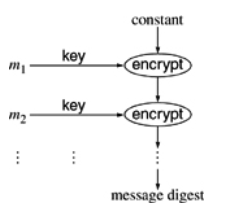 constant
m1 key encrypt
m2 key encrypt
⋮ ⋮ ⋮
message digest